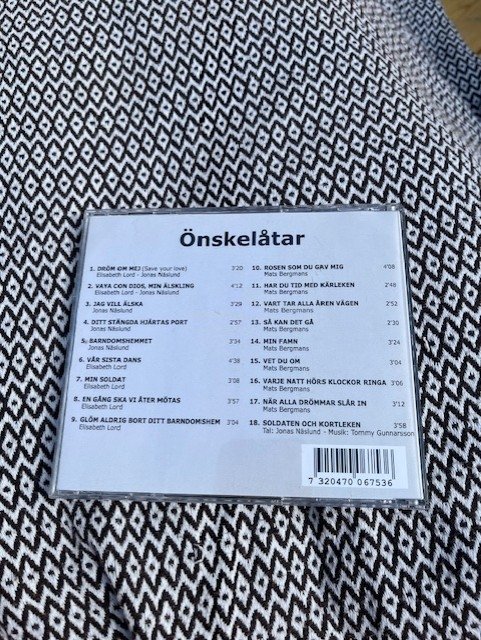 Önskelåtar
1. DRÖM OM MEJ (Save your love) 3'20
Elisabeth Lord - Jonas Näslund
2. VAYA CON DIOS, MIN ÄLSKLING 4'12
Elisabeth Lord - Jonas Näslund
3. JAG VILL ÄLSKA 3'29
Jonas Näslund
4. DITT STÄNGDA HJÄRTAS PORT 2'57
Jonas Näslund
5. BARNDOMSHEMMET 3'34
Jonas Näslund
6. VÅR SISTA DANS 4'38
Elisabeth Lord
7. MIN SOLDAT 3'08
Elisabeth Lord
8. EN GÅNG SKA VI ÅTER MÖTAS 3'57
Elisabeth Lord
9. GLÖM ALDRIG BORT DITT BARNDOMSHEM 3'04
Elisabeth Lord
10. ROSEN SOM DU GAV MIG 4'08
Mats Bergmans
11. HAR DU TID MED KÄRLEKEN 2'48
Mats Bergmans
12. VART TAR ALLA ÅREN VÄGEN 2'52
Mats Bergmans
13. SÅ KAN DET GÅ 2'30
Mats Bergmans
14. MIN FAMN 3'24
Mats Bergmans
15. VET DU OM 3'04
Mats Bergmans
16. VARJE NATT HÖRS KLOCKOR RINGA 3'06
Mats Bergmans
17. NÄR ALLA DRÖMMAR SLÅR IN 3'12
Mats Bergmans
18. SOLDATEN OCH KORTLEKEN 3'58
Tal: Jonas Näslund - Musik: Tommy Gunnarsson
7 320470 067536